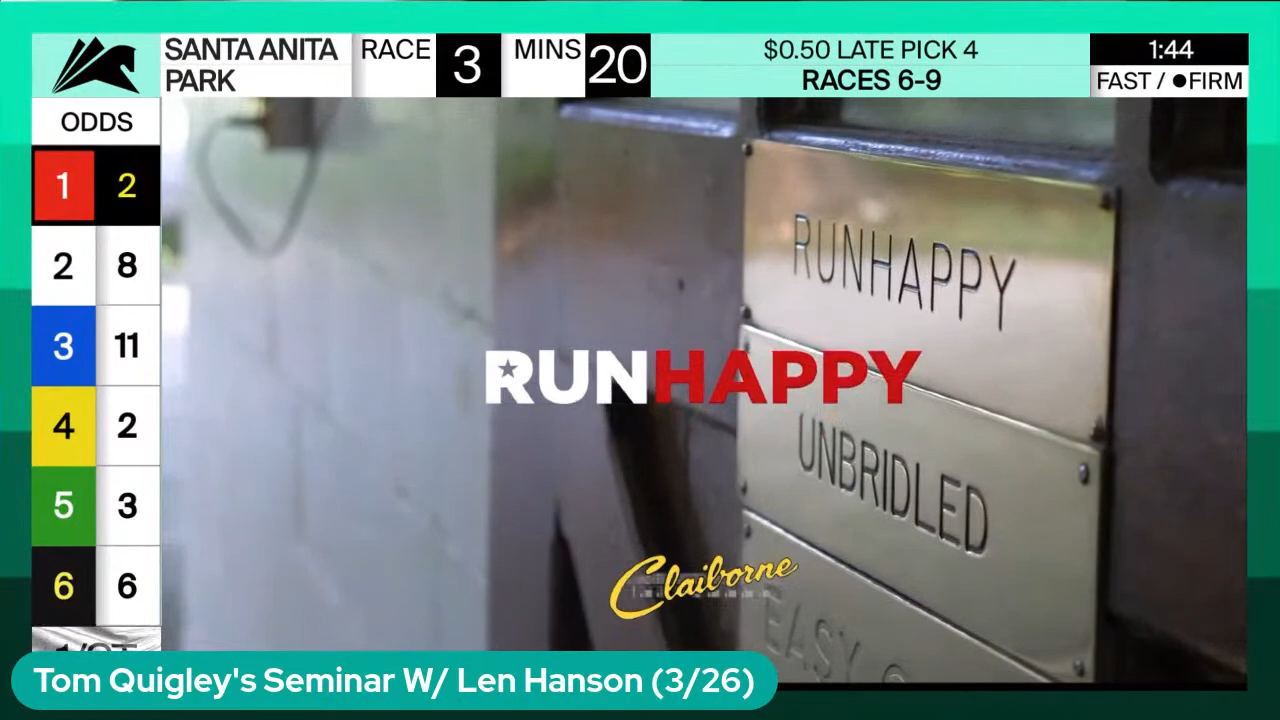 SANTA ANITA PARK
RACE 3
MINS 20
$0.50 LATE PICK 4
RACES 6-9
1:44
FAST / ●FIRM
ODDS
1 2
2 8
3 11
4 2
5 3
6 6
RUNHAPPY
RUNHAPPY
UNBRIDLED
Claiborne
EASY
Tom Quigley's Seminar W/ Len Hanson (3/26)